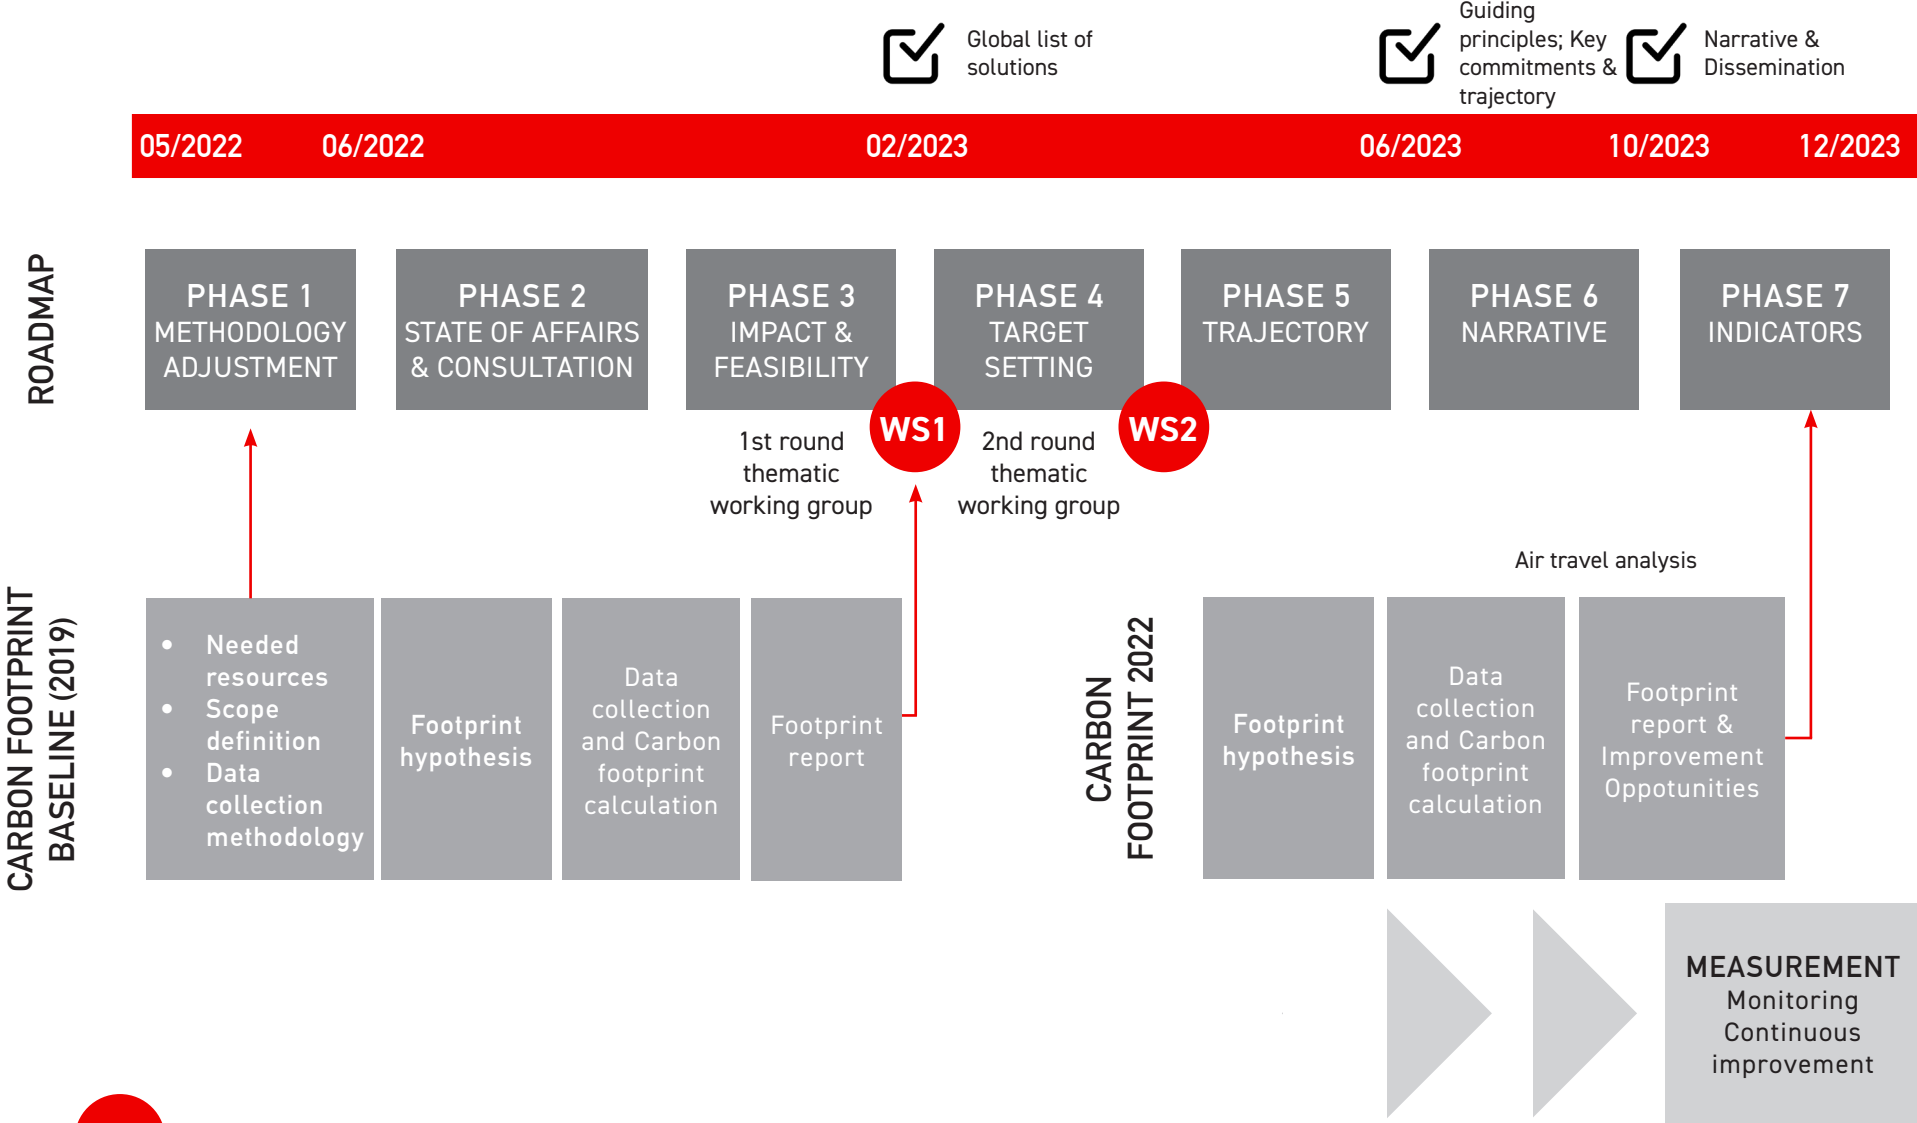 Global list of
solutions
Guiding
principles; Key
commitments &
trajectory
Narrative &
Dissemination
05/2022
06/2022
02/2023
06/2023
10/2023
12/2023
ROADMAP
PHASE 1
METHODOLOGY
ADJUSTMENT
PHASE 2
STATE OF AFFAIRS
& CONSULTATION
PHASE 3
IMPACT &
FEASIBILITY
PHASE 4
TARGET
SETTING
PHASE 5
TRAJECTORY
PHASE 6
NARRATIVE
PHASE 7
INDICATORS
WS1
WS2
1st round
thematic
working group
2nd round
thematic
working group
Air travel analysis
CARBON FOOTPRINT
BASELINE (2019)
• Needed
resources
• Scope
definition
• Data
collection
methodology
Footprint
hypothesis
Data
collection
and Carbon
footprint
calculation
Footprint
report
CARBON
FOOTPRINT 2022
Footprint
hypothesis
Data
collection
and Carbon
footprint
calculation
Footprint
report &
Improvement
Oppotunities
MEASUREMENT
Monitoring
Continuous
improvement